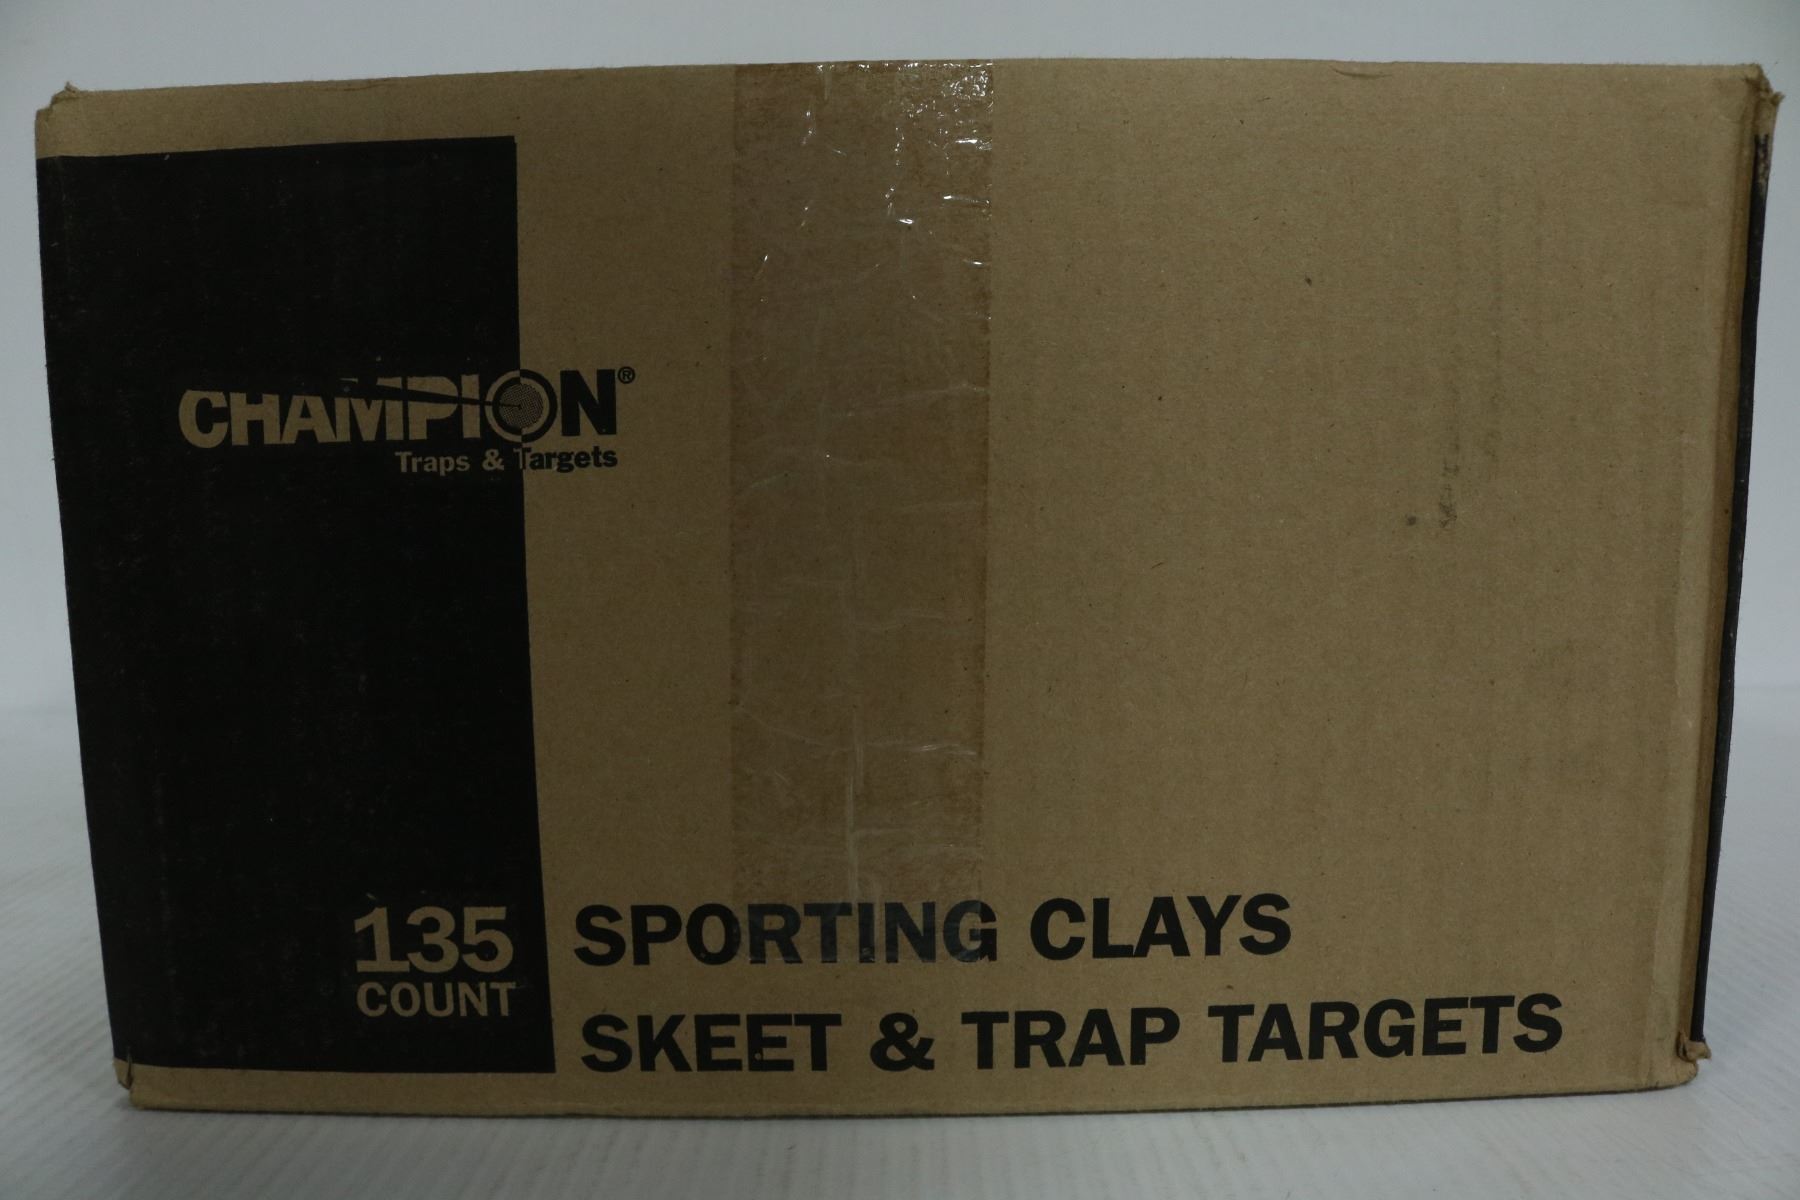 CHAMPION®
Traps & Targets
135
COUNT
SPORTING CLAYS
SKEET & TRAP TARGETS